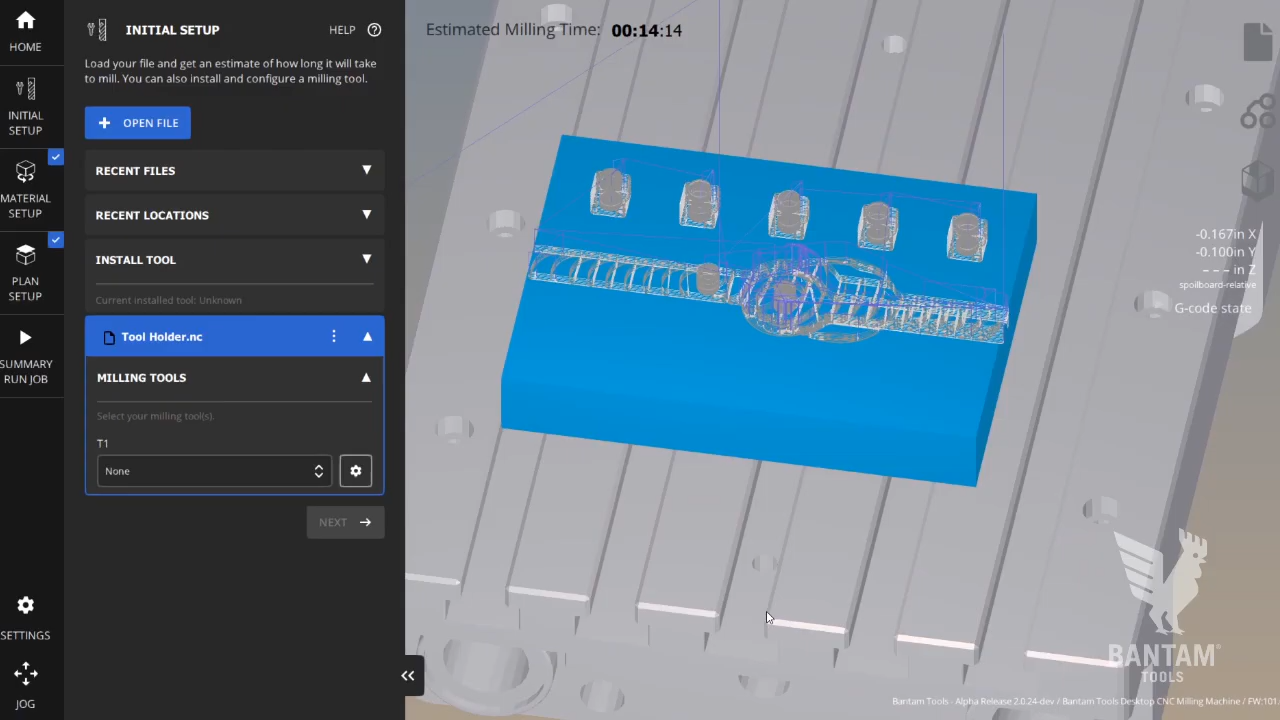 HOME
INITIAL
SETUP
MATERIAL
SETUP
PLAN
SETUP
SUMMARY
RUN JOB
SETTINGS
JOG
INITIAL SETUP
HELP
Load your file and get an estimate of how long it will take
to mill. You can also install and configure a milling tool.
+ OPEN FILE
RECENT FILES
RECENT LOCATIONS
INSTALL TOOL
Current installed tool: Unknown
Tool Holder.nc
MILLING TOOLS
Select your milling tool(s).
T1
None
NEXT
Estimated Milling Time: 00:14:14
-0.167in X
-0.100in Y
- - - in Z
spoilboard-relative
G-code state
BANTAM
TOOLS
Bantam Tools - Alpha Release 2.0.24-dev / Bantam Tools Desktop CNC Milling Machine / FW:101